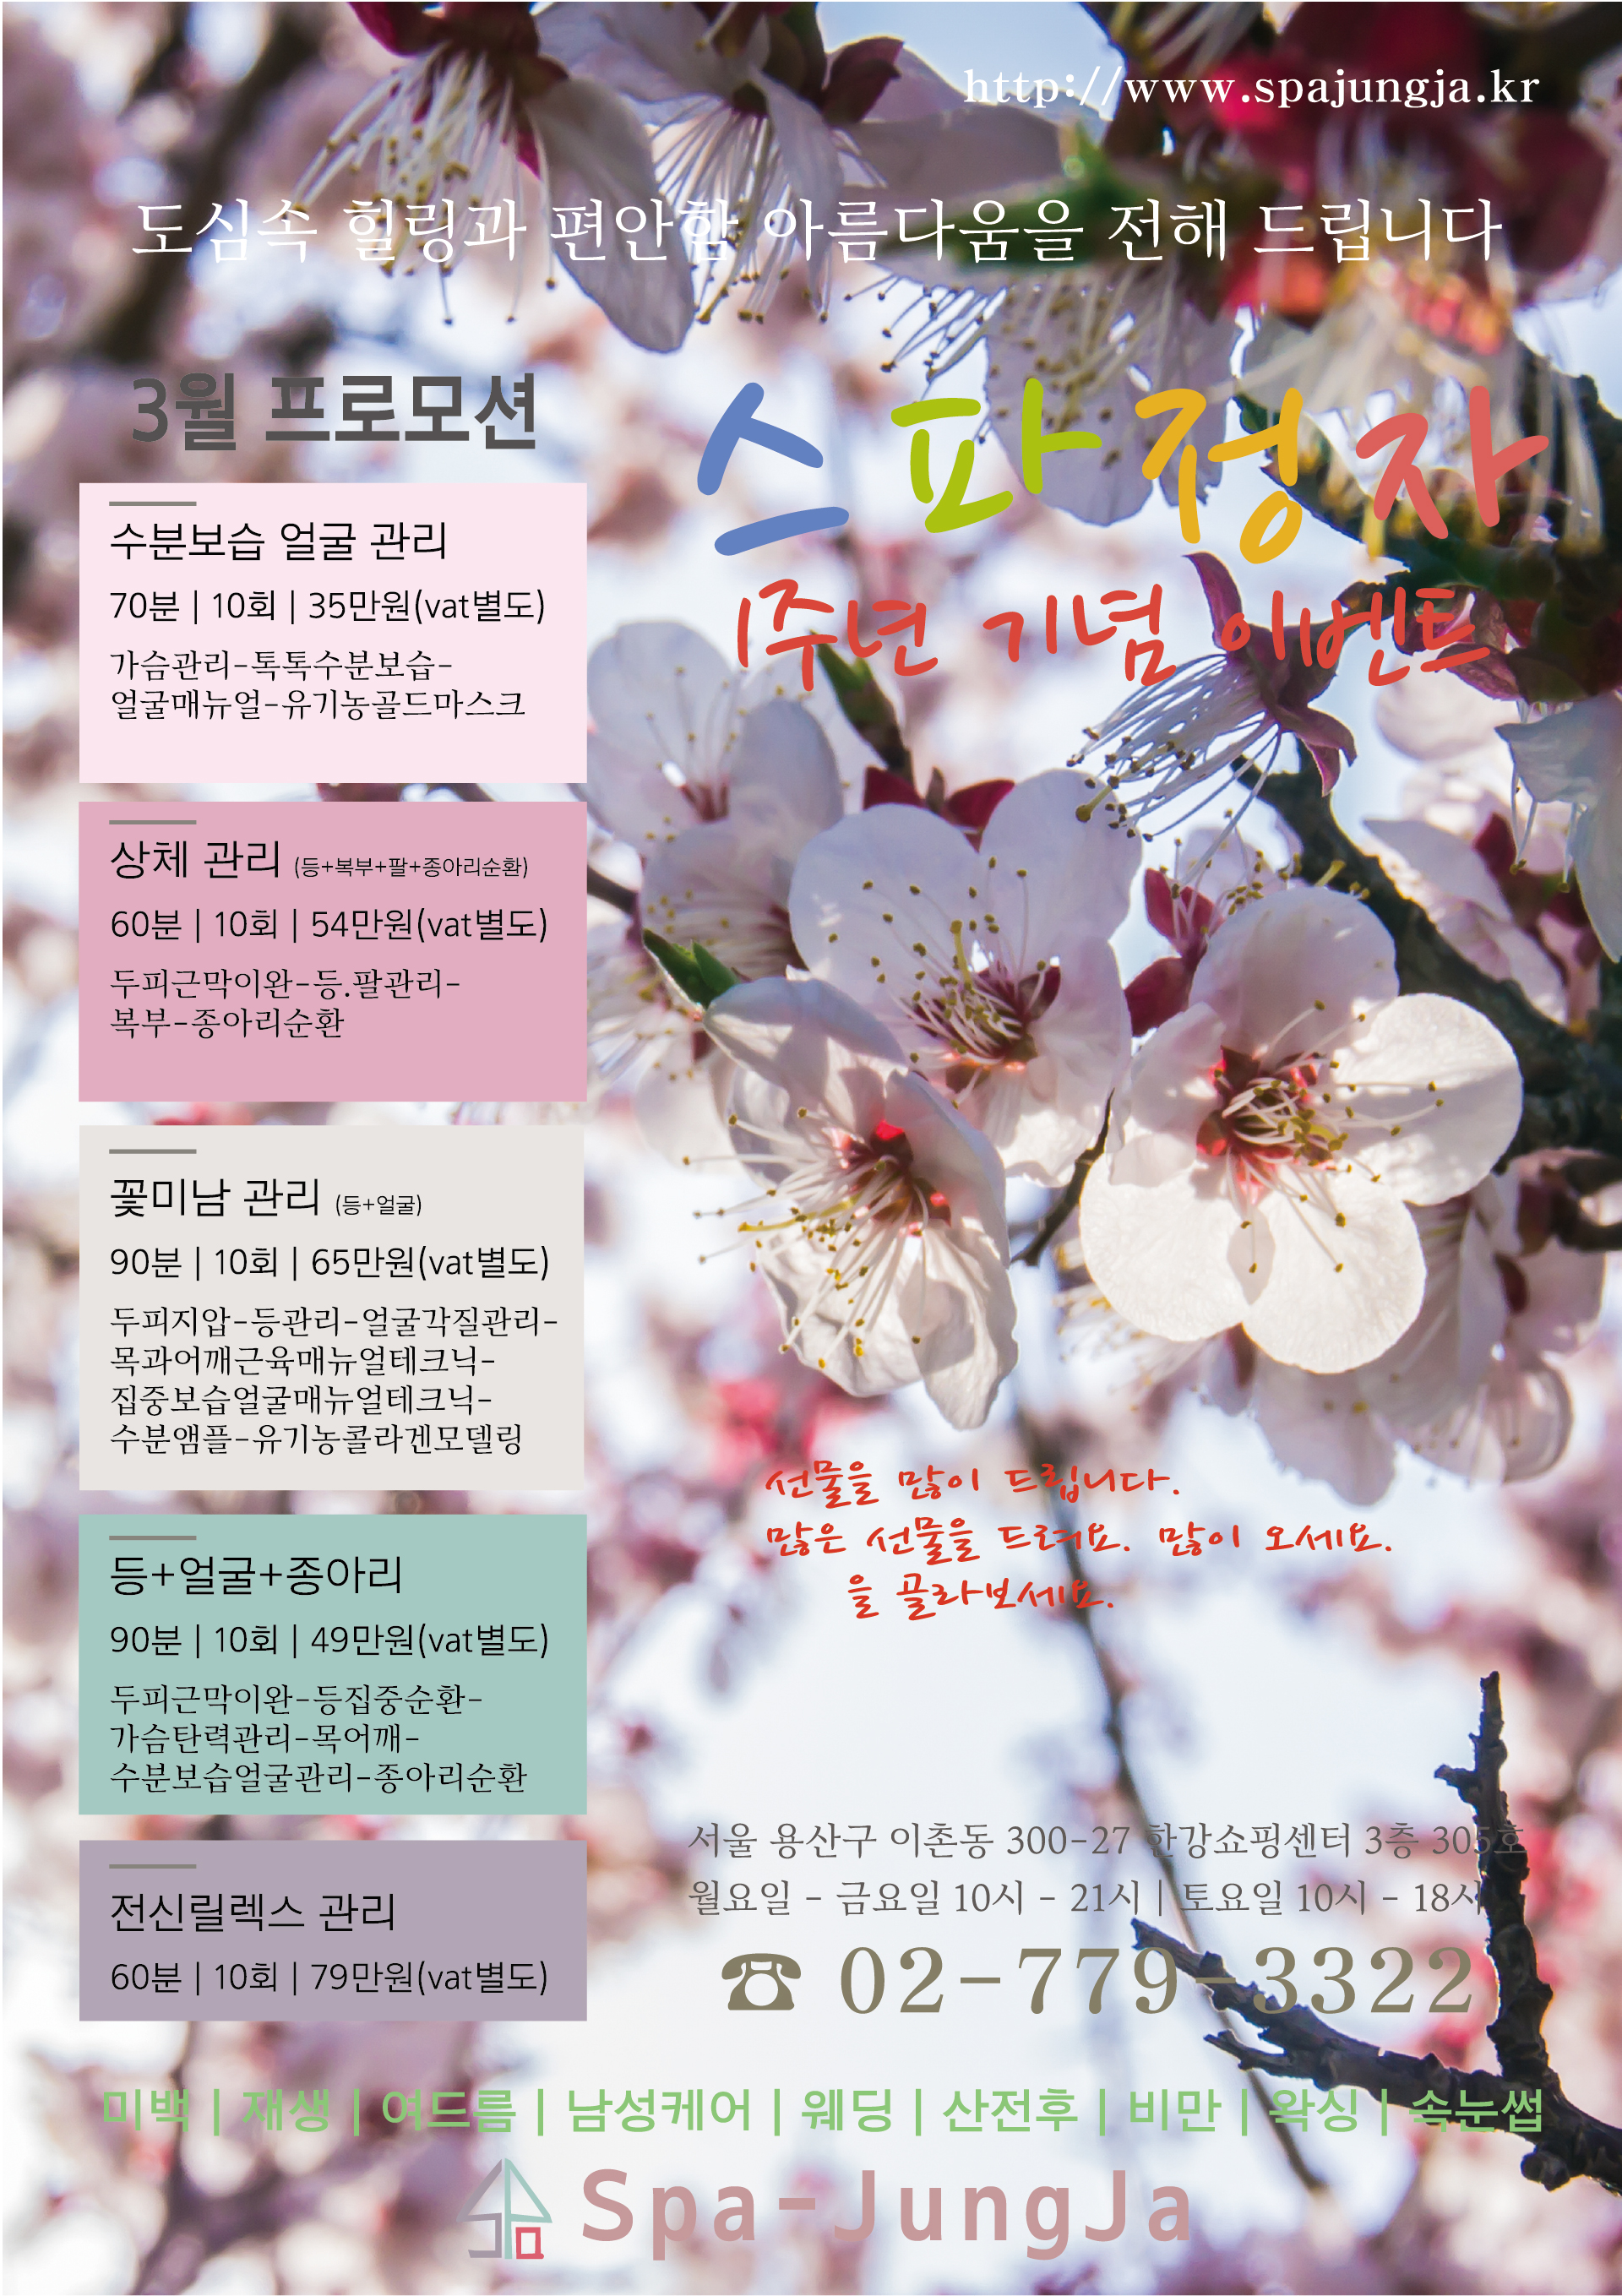 http://www.spajungja.kr
도심속 힐링과 편안함 아름다움을 전해 드립니다
3월 프로모션
스파정자
1주년 기념 이벤트
수분보습 얼굴 관리
70분 | 10회 | 35만원(vat별도)
가슴관리-톡톡수분보습-
얼굴매뉴얼-유기농골드마스크
상체 관리 (등+복부+팔+종아리순환)
60분 | 10회 | 54만원(vat별도)
두피근막이완-등.팔관리-
복부-종아리순환
꽃미남 관리 (등+얼굴)
90분 | 10회 | 65만원(vat별도)
두피지압-등관리-얼굴각질관리-
목과어깨근육매뉴얼테크닉-
집중보습얼굴매뉴얼테크닉-
수분앰플-유기농콜라겐모델링
등+얼굴+종아리
90분 | 10회 | 49만원(vat별도)
두피근막이완-등집중순환-
가슴탄력관리-목어깨-
수분보습얼굴관리-종아리순환
전신릴렉스 관리
60분 | 10회 | 79만원(vat별도)
선물을 많이 드립니다.
많은 선물을 드려요. 많이 오세요.
을 끌라보세요.
서울 용산구 이촌동 300-27 한강쇼핑센터 3층 305호
월요일 - 금요일 10시 - 21시 | 토요일 10시 - 18시
☎ 02-779-3322
미백 | 재생 | 여드름 | 남성케어 | 웨딩 | 산전후 | 비만 | 왁싱 | 속눈썹
Spa-JungJa